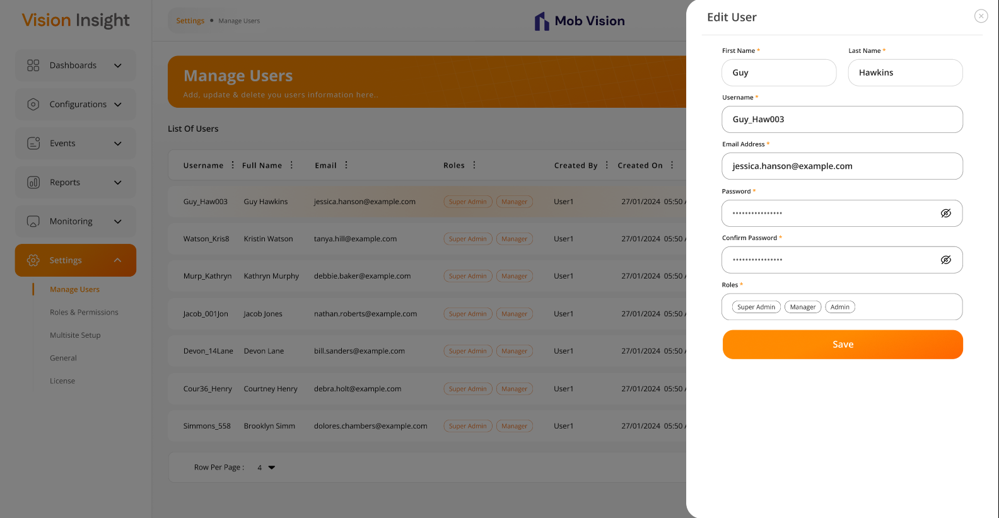 Vision Insight
Settings • Manage Users
Mob Vision
Dashboards
Configurations
Events
Reports
Monitoring
Settings
Manage Users
Roles & Permissions
Multisite Setup
General
License
Manage Users
Add, update & delete you users information here..
List Of Users
Username Full Name Email Roles Created By Created On
Guy_Haw003 Guy Hawkins jessica.hanson@example.com Super Admin Manager User1 27/01/2024 05:50
Watson_Kris8 Kristin Watson tanya.hill@example.com Super Admin Manager User1 27/01/2024 05:50
Murp_Kathryn Kathryn Murphy debbie.baker@example.com Super Admin Manager User1 27/01/2024 05:50
Jacob_001Jon Jacob Jones nathan.roberts@example.com Super Admin Manager User1 27/01/2024 05:50
Devon_14Lane Devon Lane bill.sanders@example.com Super Admin Manager User1 27/01/2024 05:50
Cour36_Henry Courtney Henry debra.holt@example.com Super Admin Manager User1 27/01/2024 05:50
Simmons_558 Brooklyn Simm dolores.chambers@example.com Super Admin Manager User1 27/01/2024 05:50
Row Per Page : 4
Edit User
First Name * Last Name *
Guy Hawkins
Username *
Guy_Haw003
Email Address *
jessica.hanson@example.com
Password *
••••••••••••••••
Confirm Password *
••••••••••••••••
Roles *
Super Admin Manager Admin
Save